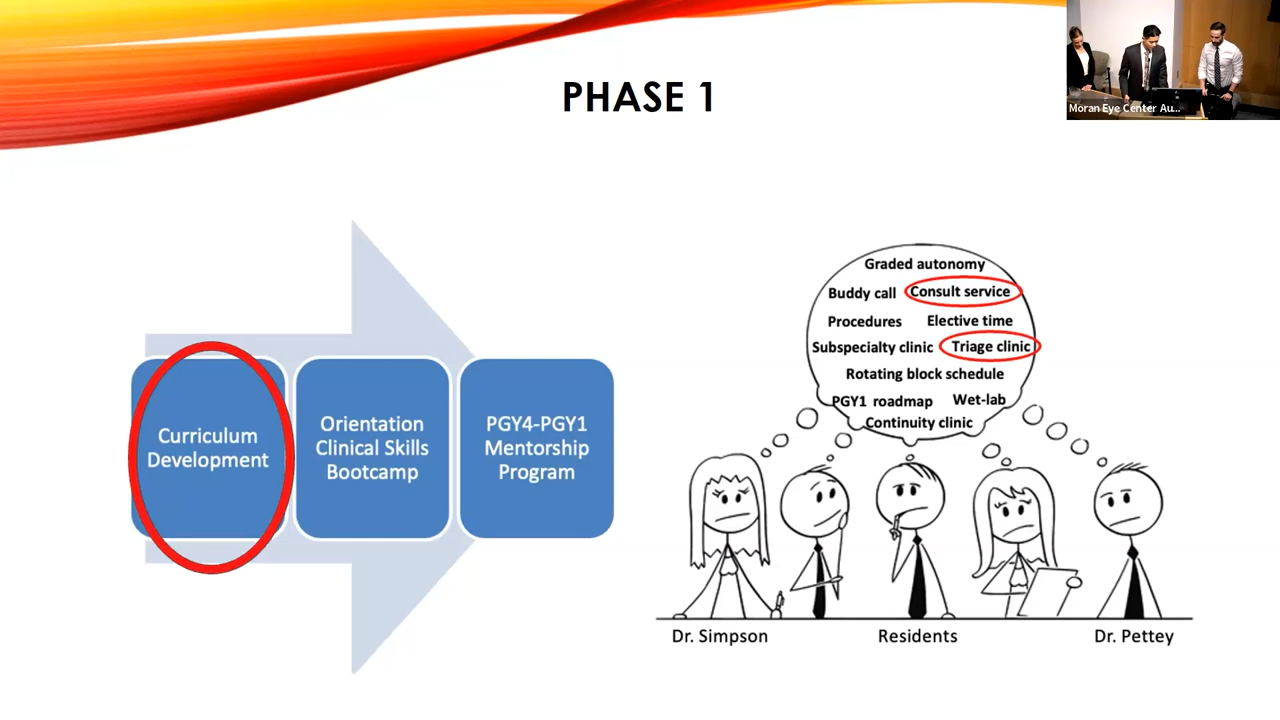 PHASE 1
Moran Eye Center Au...
Curriculum
Development
Orientation
Clinical Skills
Bootcamp
PGY4-PGY1
Mentorship
Program
Graded autonomy
Buddy call
Consult service
Procedures
Elective time
Subspecialty clinic
Triage clinic
Rotating block schedule
PGY1 roadmap
Wet-lab
Continuity clinic
Dr. Simpson
Residents
Dr. Pettey